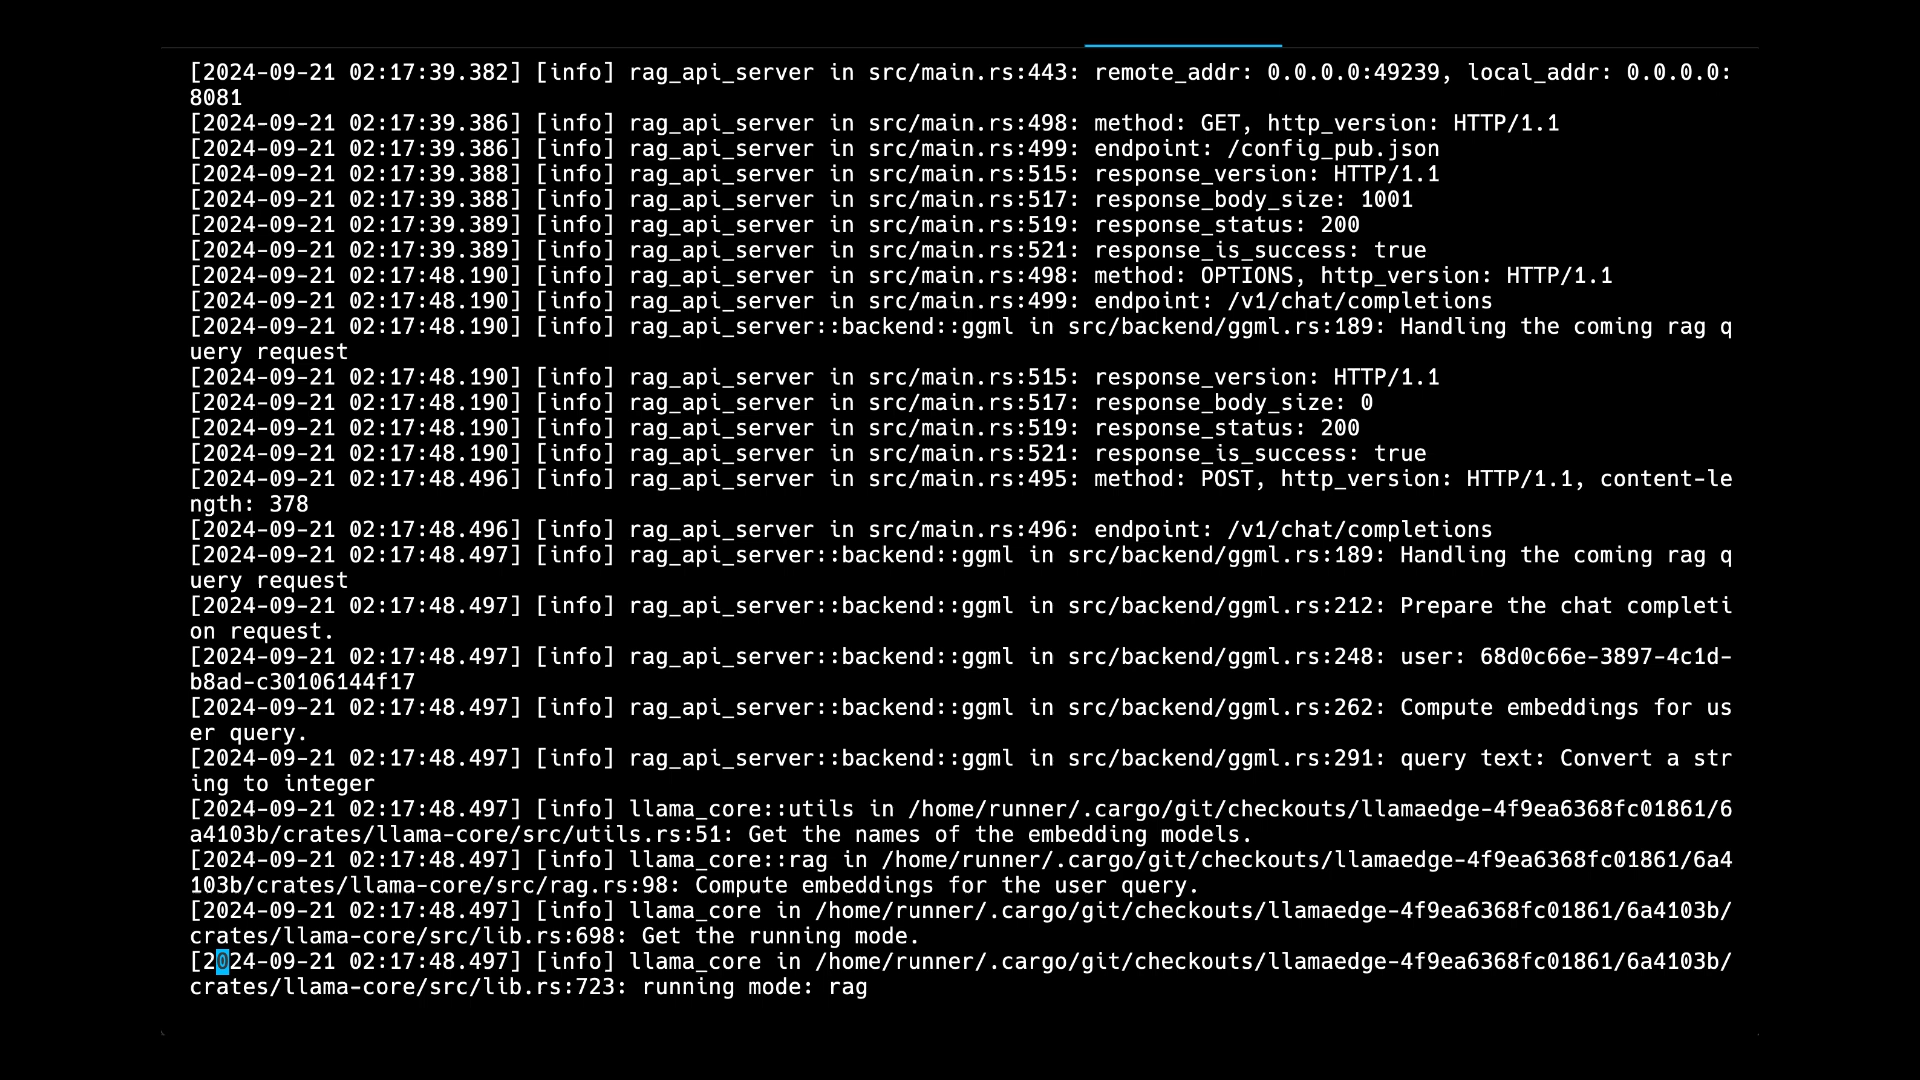 [2024-09-21 02:17:39.382] [info] rag_api_server in src/main.rs:443: remote_addr: 0.0.0.0:49239, local_addr: 0.0.0.0:
8081
[2024-09-21 02:17:39.386] [info] rag_api_server in src/main.rs:498: method: GET, http_version: HTTP/1.1
[2024-09-21 02:17:39.386] [info] rag_api_server in src/main.rs:499: endpoint: /config_pub.json
[2024-09-21 02:17:39.388] [info] rag_api_server in src/main.rs:515: response_version: HTTP/1.1
[2024-09-21 02:17:39.388] [info] rag_api_server in src/main.rs:517: response_body_size: 1001
[2024-09-21 02:17:39.389] [info] rag_api_server in src/main.rs:519: response_status: 200
[2024-09-21 02:17:39.389] [info] rag_api_server in src/main.rs:521: response_is_success: true
[2024-09-21 02:17:48.190] [info] rag_api_server in src/main.rs:498: method: OPTIONS, http_version: HTTP/1.1
[2024-09-21 02:17:48.190] [info] rag_api_server in src/main.rs:499: endpoint: /v1/chat/completions
[2024-09-21 02:17:48.190] [info] rag_api_server::backend::ggml in src/backend/ggml.rs:189: Handling the coming rag q
uery request
[2024-09-21 02:17:48.190] [info] rag_api_server in src/main.rs:515: response_version: HTTP/1.1
[2024-09-21 02:17:48.190] [info] rag_api_server in src/main.rs:517: response_body_size: 0
[2024-09-21 02:17:48.190] [info] rag_api_server in src/main.rs:519: response_status: 200
[2024-09-21 02:17:48.190] [info] rag_api_server in src/main.rs:521: response_is_success: true
[2024-09-21 02:17:48.496] [info] rag_api_server in src/main.rs:495: method: POST, http_version: HTTP/1.1, content-le
ngth: 378
[2024-09-21 02:17:48.496] [info] rag_api_server in src/main.rs:496: endpoint: /v1/chat/completions
[2024-09-21 02:17:48.497] [info] rag_api_server::backend::ggml in src/backend/ggml.rs:189: Handling the coming rag q
uery request
[2024-09-21 02:17:48.497] [info] rag_api_server::backend::ggml in src/backend/ggml.rs:212: Prepare the chat completi
on request.
[2024-09-21 02:17:48.497] [info] rag_api_server::backend::ggml in src/backend/ggml.rs:248: user: 68d0c66e-3897-4c1d-
b8ad-c30106144f17
[2024-09-21 02:17:48.497] [info] rag_api_server::backend::ggml in src/backend/ggml.rs:262: Compute embeddings for us
er query.
[2024-09-21 02:17:48.497] [info] rag_api_server::backend::ggml in src/backend/ggml.rs:291: query text: Convert a str
ing to integer
[2024-09-21 02:17:48.497] [info] llama_core::utils in /home/runner/.cargo/git/checkouts/llamaedge-4f9ea6368fc01861/6
a4103b/crates/llama-core/src/utils.rs:51: Get the names of the embedding models.
[2024-09-21 02:17:48.497] [info] llama_core::rag in /home/runner/.cargo/git/checkouts/llamaedge-4f9ea6368fc01861/6a4
103b/crates/llama-core/src/rag.rs:98: Compute embeddings for the user query.
[2024-09-21 02:17:48.497] [info] llama_core in /home/runner/.cargo/git/checkouts/llamaedge-4f9ea6368fc01861/6a4103b/
crates/llama-core/src/lib.rs:698: Get the running mode.
[2024-09-21 02:17:48.497] [info] llama_core in /home/runner/.cargo/git/checkouts/llamaedge-4f9ea6368fc01861/6a4103b/
crates/llama-core/src/lib.rs:723: running mode: rag